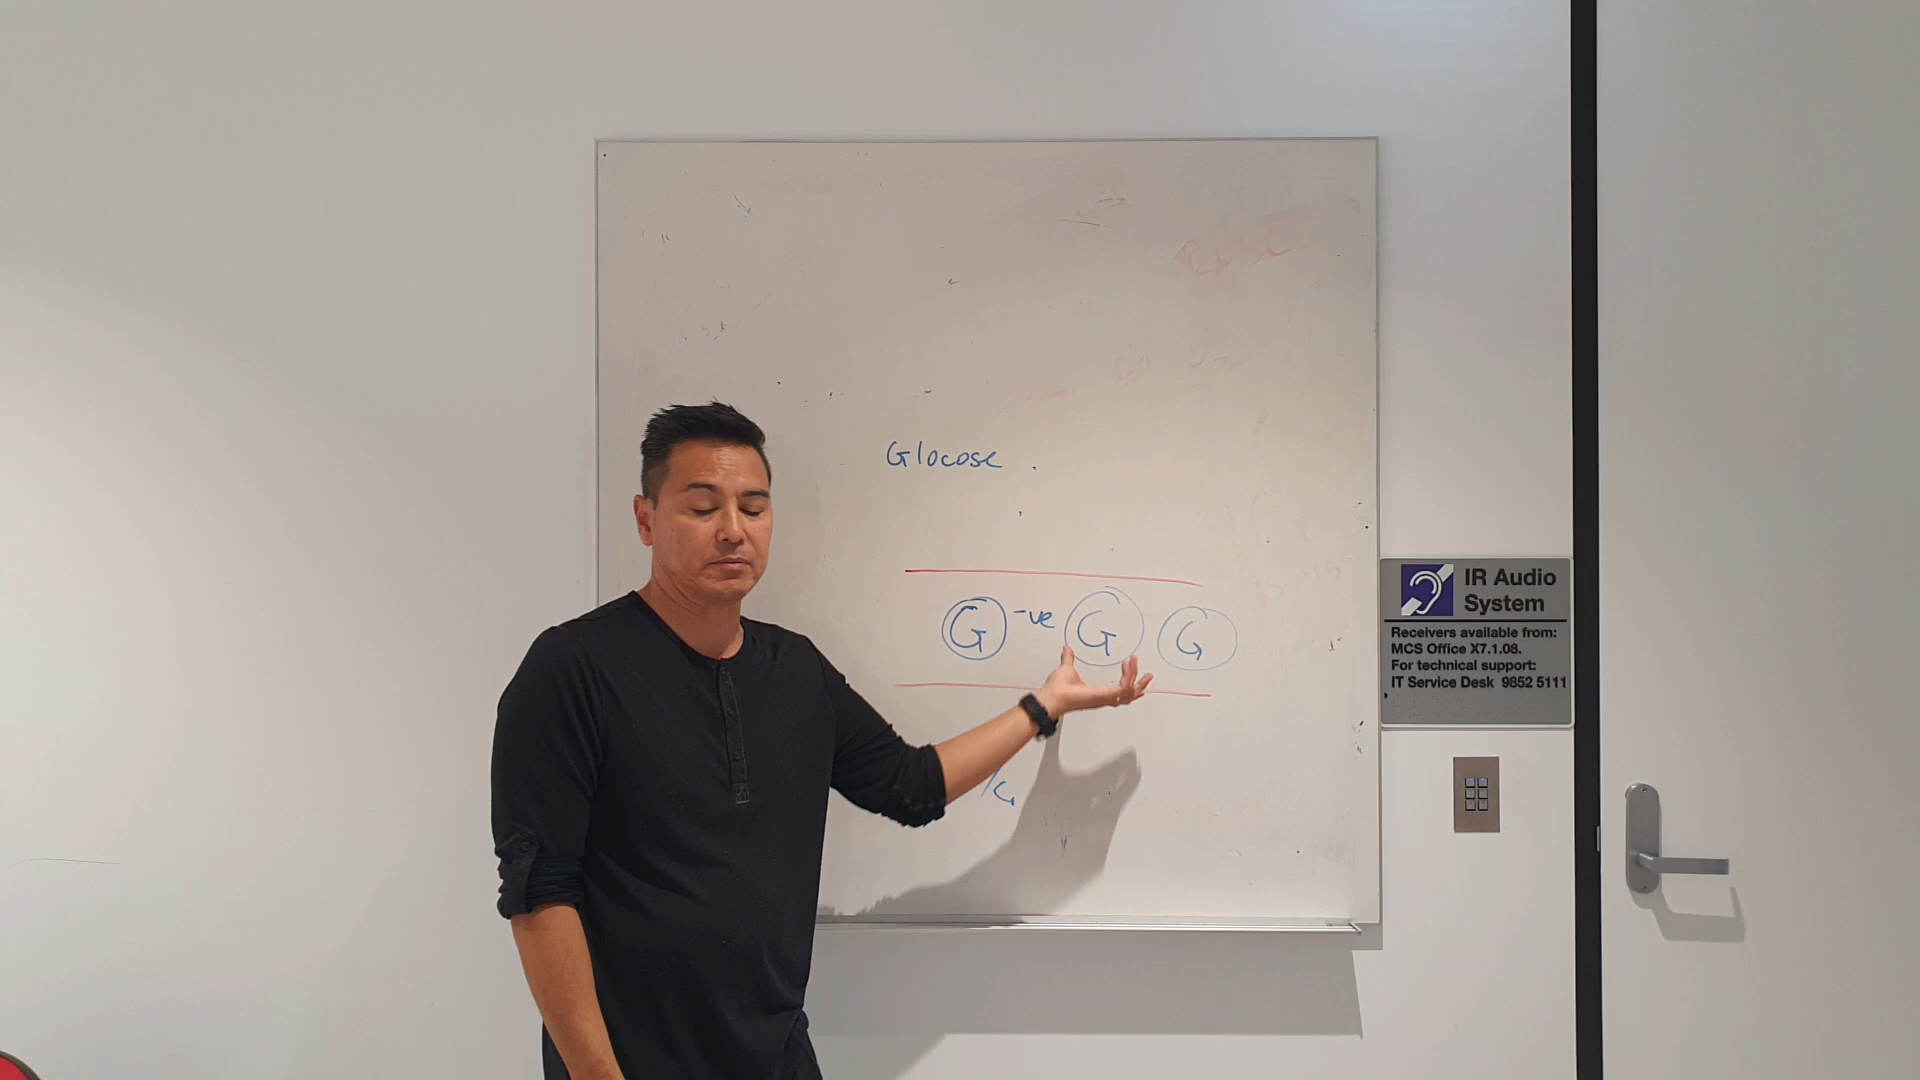 Glocose
G -ve G G
IR Audio
System
Receivers available from:
MCS Office X7.1.08.
For technical support:
IT Service Desk 9852 5111